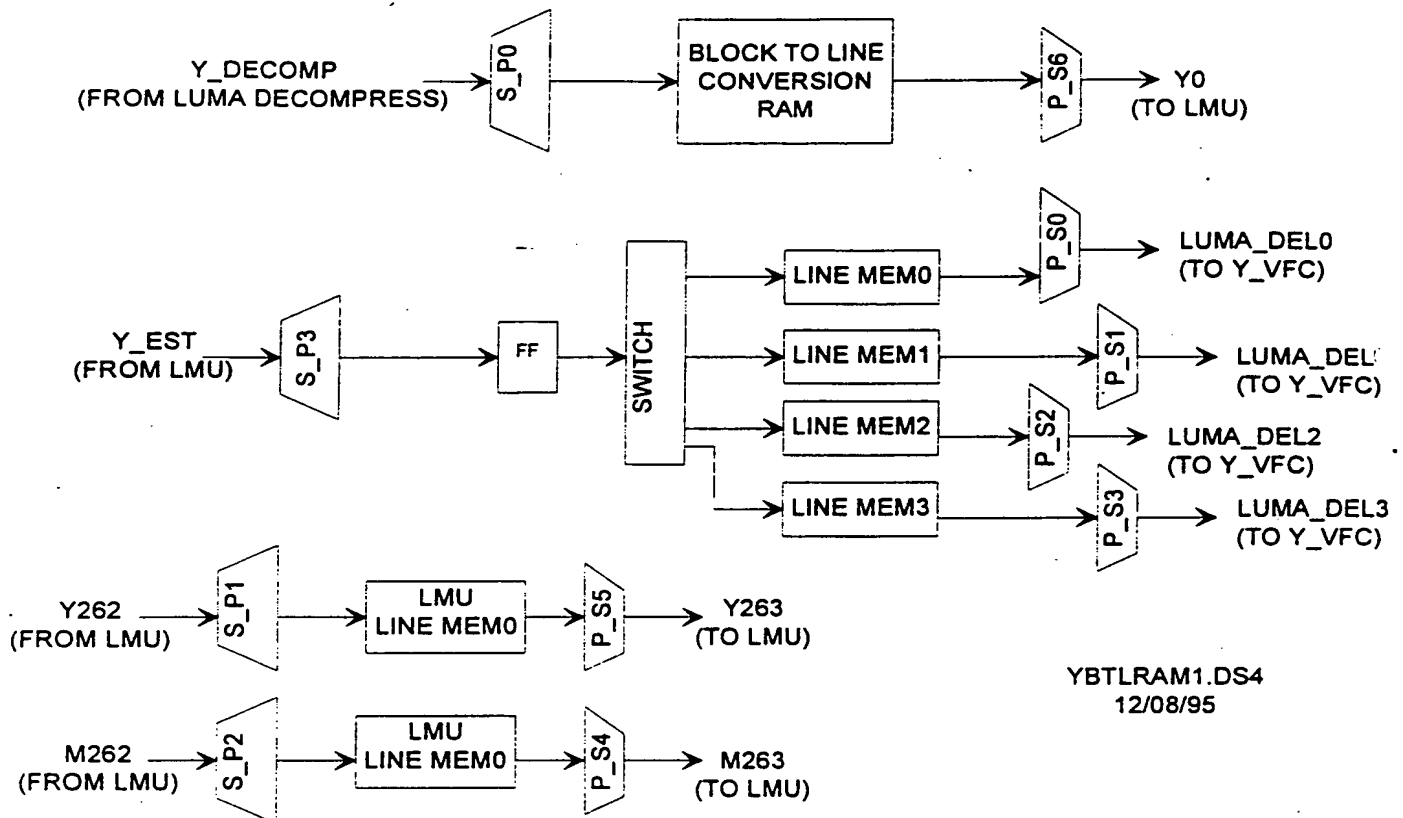 Y_DECOMP
(FROM LUMA DECOMPRESS)
S_P0
BLOCK TO LINE
CONVERSION
RAM
P_S6
Y0
(TO LMU)
Y_EST
(FROM LMU)
S_P3
FF
SWITCH
LINE MEM0
P_S0
LUMA_DEL0
(TO Y_VFC)
LINE MEM1
P_S1
LUMA_DEL
(TO Y_VFC)
LINE MEM2
P_S2
LUMA_DEL2
(TO Y_VFC)
LINE MEM3
P_S3
LUMA_DEL3
(TO Y_VFC)
Y262
(FROM LMU)
S_P1
LMU
LINE MEM0
P_S5
Y263
(TO LMU)
M262
(FROM LMU)
S_P2
LMU
LINE MEM0
P_S4
M263
(TO LMU)
YBTLRAM1.DS4
12/08/95